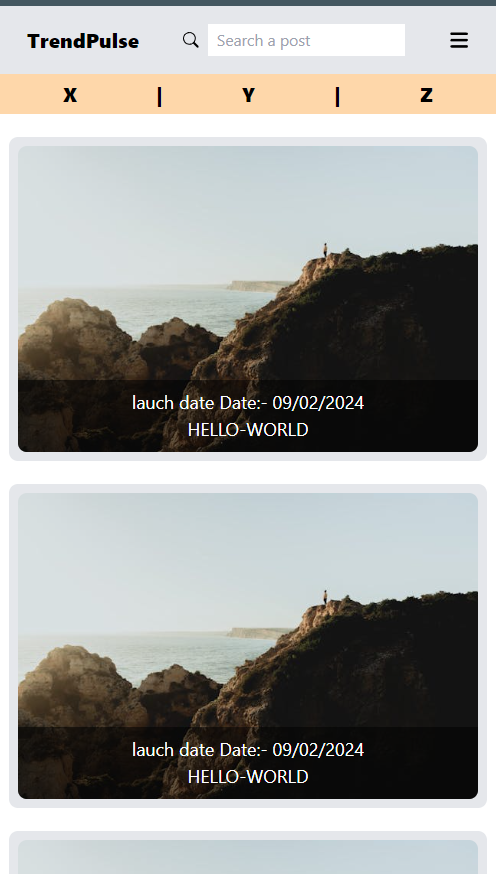 TrendPulse Search a post
X | Y | Z
lauch date Date:- 09/02/2024
HELLO-WORLD
lauch date Date:- 09/02/2024
HELLO-WORLD